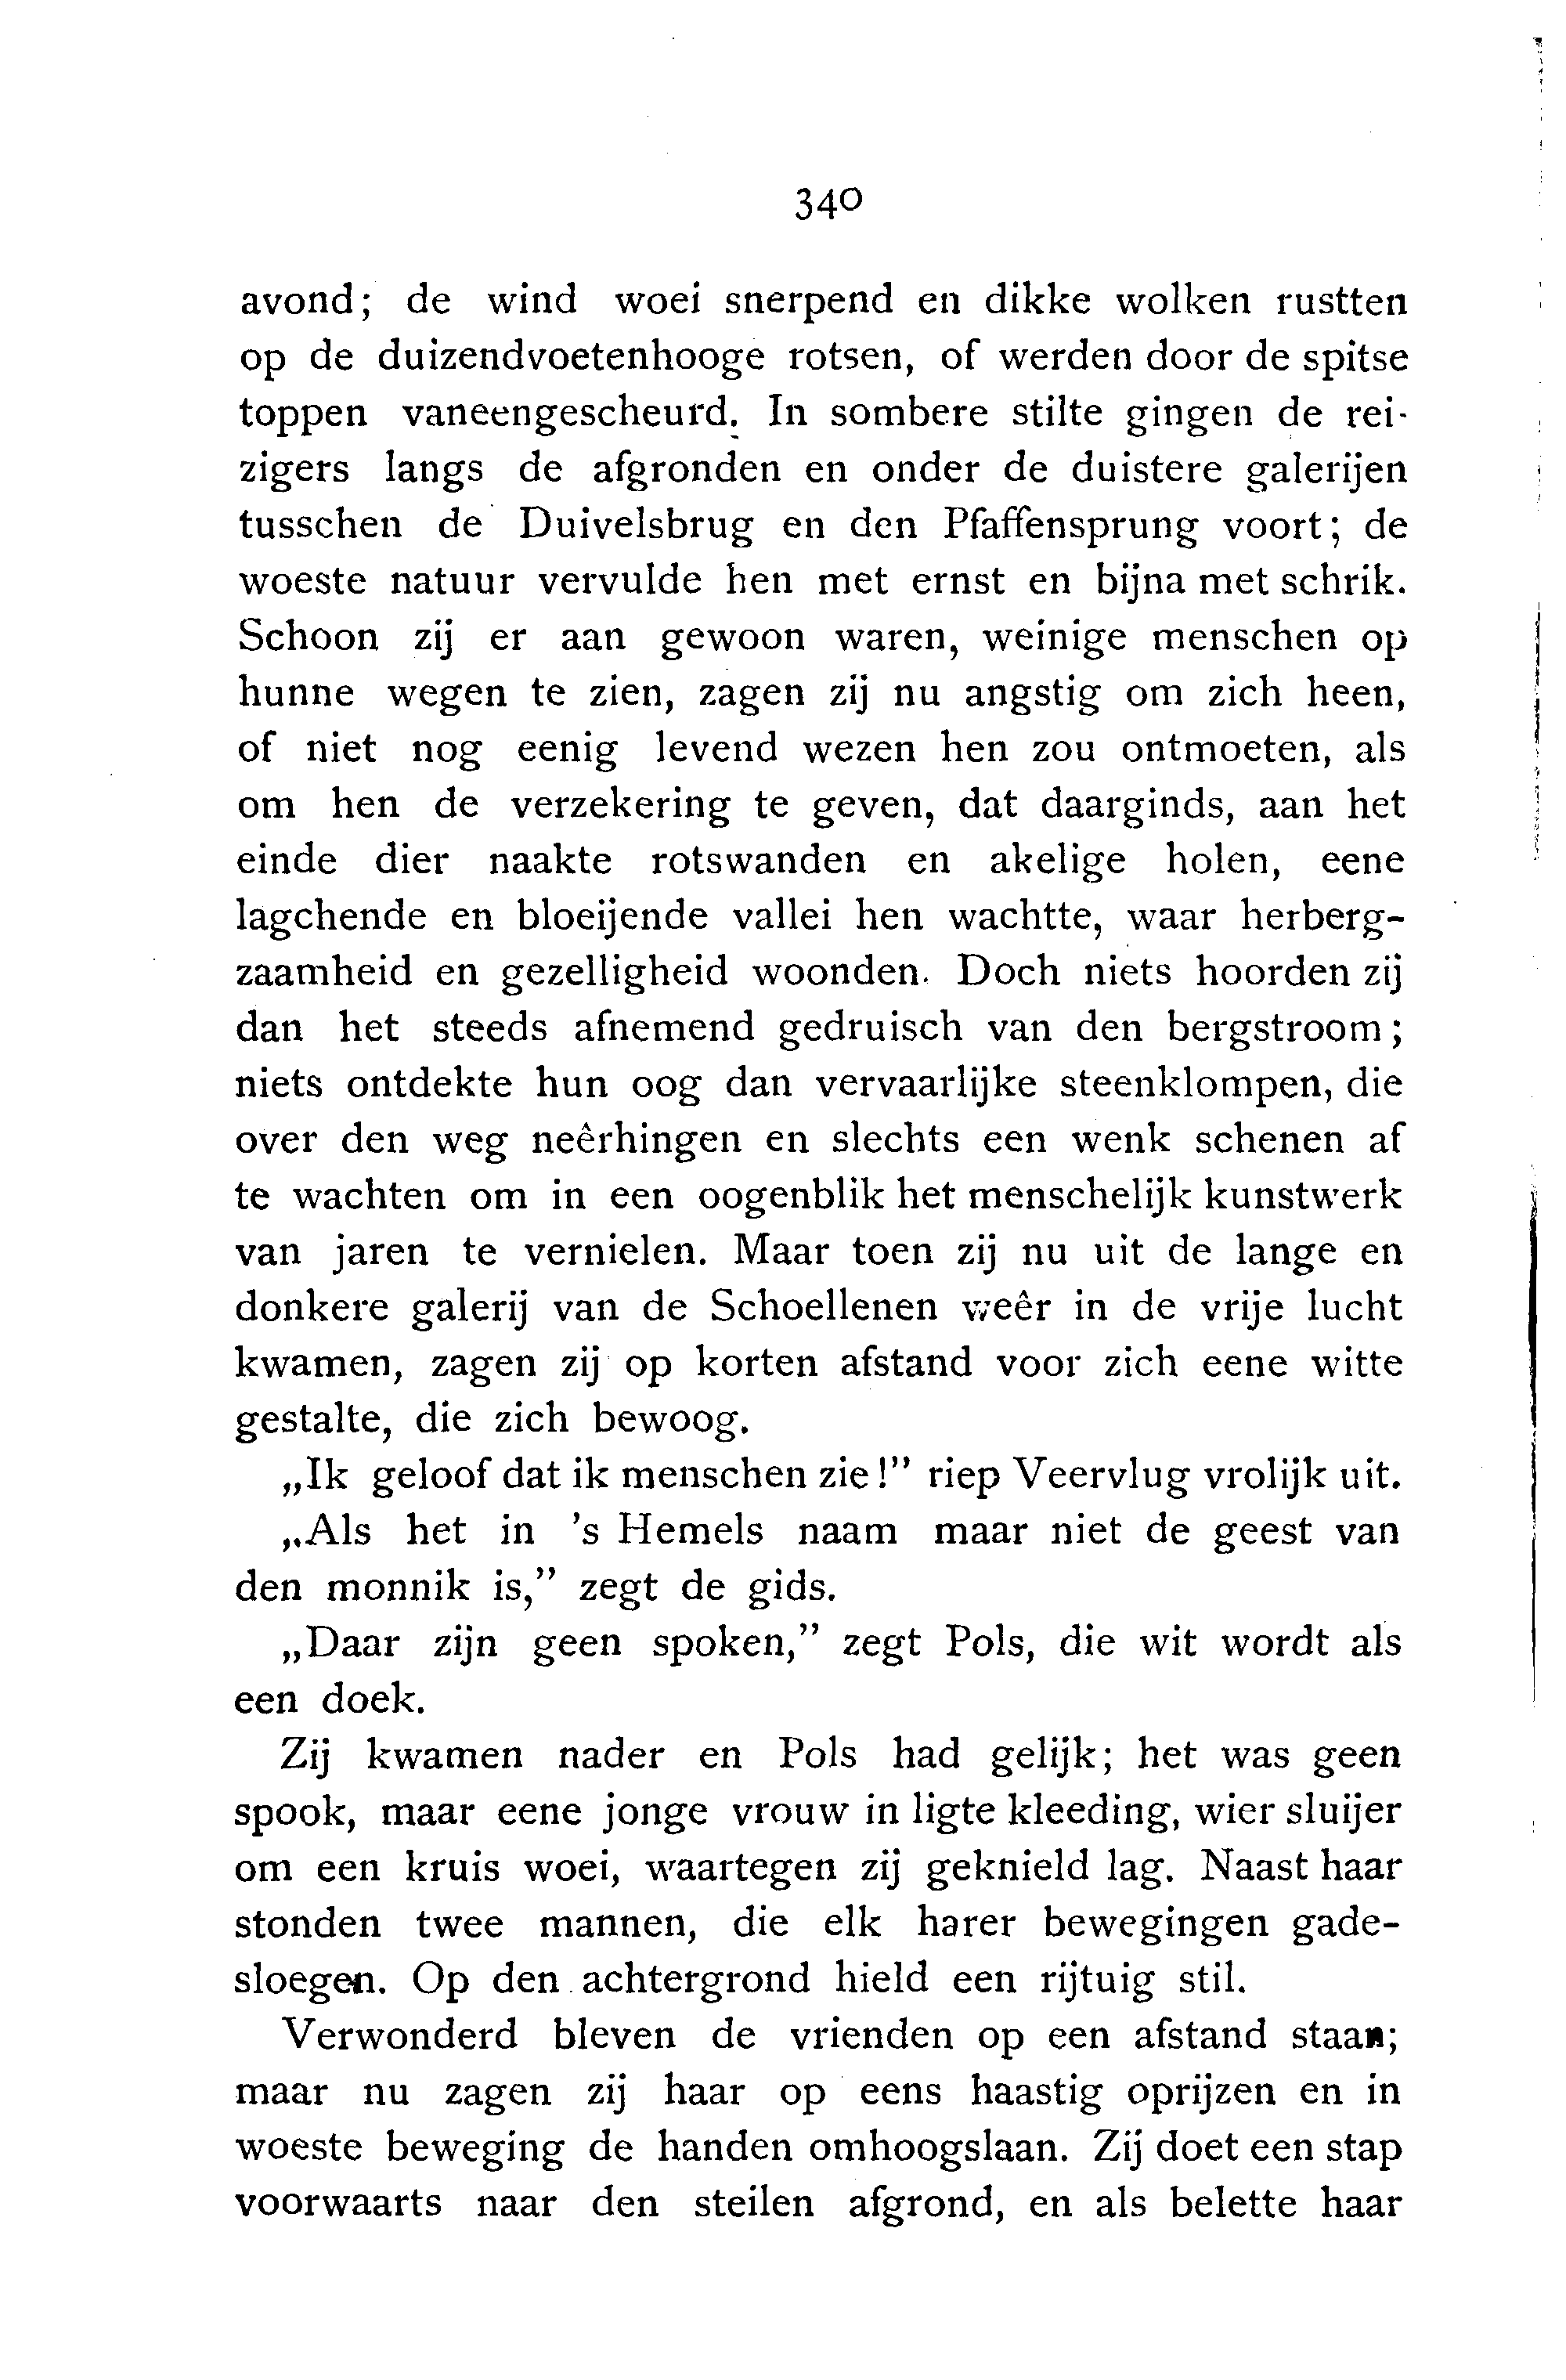 340
avond; de wind woei snerpend en dikke wolken rustten
op de duizendvoetenhooge rotsen, of werden door de spitse
toppen vaneengescheurd. In sombere stilte gingen de rei-
zigers langs de afgronden en onder de duistere galerijen
tusschen de Duivelsbrug en den Pfaffensprung voort; de
woeste natuur vervulde hen met ernst en bijna met schrik.
Schoon zij er aan gewoon waren, weinige menschen op
hunne wegen te zien, zagen zij nu angstig om zich heen,
of niet nog eenig levend wezen hen zou ontmoeten, als
om hen de verzekering te geven, dat daarginds, aan het
einde dier naakte rotswanden en akelige holen, eene
lagchende en bloeijende vallei hen wachtte, waar herberg-
zaamheid en gezelligheid woonden. Doch niets hoorden zij
dan het steeds afnemend gedruisch van den bergstroom;
niets ontdekte hun oog dan vervaarlijke steenklompen, die
over den weg neêrhingen en slechts een wenk schenen af
te wachten om in een oogenblik het menschelijk kunstwerk
van jaren te vernielen. Maar toen zij nu uit de lange en
donkere galerij van de Schoellenen weêr in de vrije lucht
kwamen, zagen zij op korten afstand voor zich eene witte
gestalte, die zich bewoog.
„Ik geloof dat ik menschen zie!” riep Veervlug vrolijk uit.
„Als het in 's Hemels naam maar niet de geest van
den monnik is,” zegt de gids.
„Daar zijn geen spoken,” zegt Pols, die wit wordt als
een doek.
Zij kwamen nader en Pols had gelijk; het was geen
spook, maar eene jonge vrouw in ligte kleeding, wier sluijer
om een kruis woei, waartegen zij geknield lag. Naast haar
stonden twee mannen, die elk harer bewegingen gade-
sloegen. Op den achtergrond hield een rijtuig stil.
Verwonderd bleven de vrienden op een afstand staan;
maar nu zagen zij haar op eens haastig oprijzen en in
woeste beweging de handen omhoogslaan. Zij doet een stap
voorwaarts naar den steilen afgrond, en als belette haar